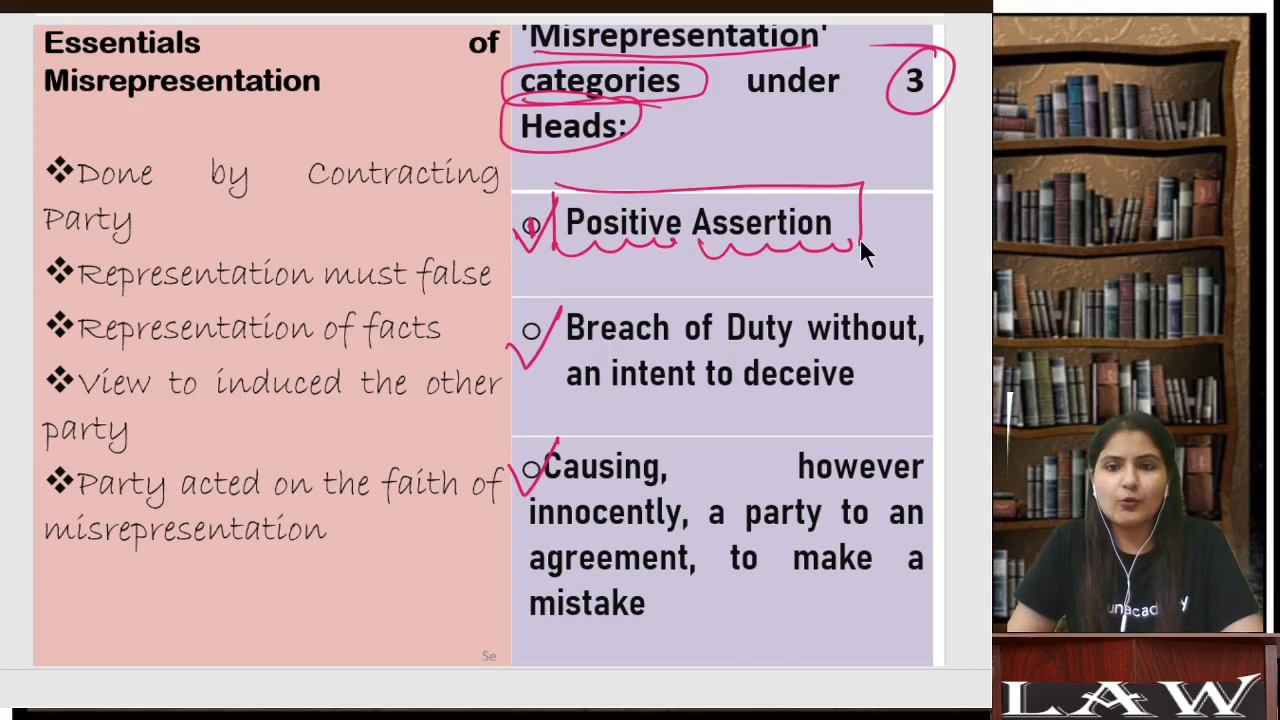 Essentials of
Misrepresentation
❖Done by Contracting
Party
❖Representation must false
❖Representation of facts
❖View to induced the other
party
❖Party acted on the faith of
misrepresentation
Se
'Misrepresentation'
categories under 3
Heads:
Positive Assertion
Breach of Duty without,
an intent to deceive
Causing, however
innocently, a party to an
agreement, to make a
mistake
unacademy
LAW